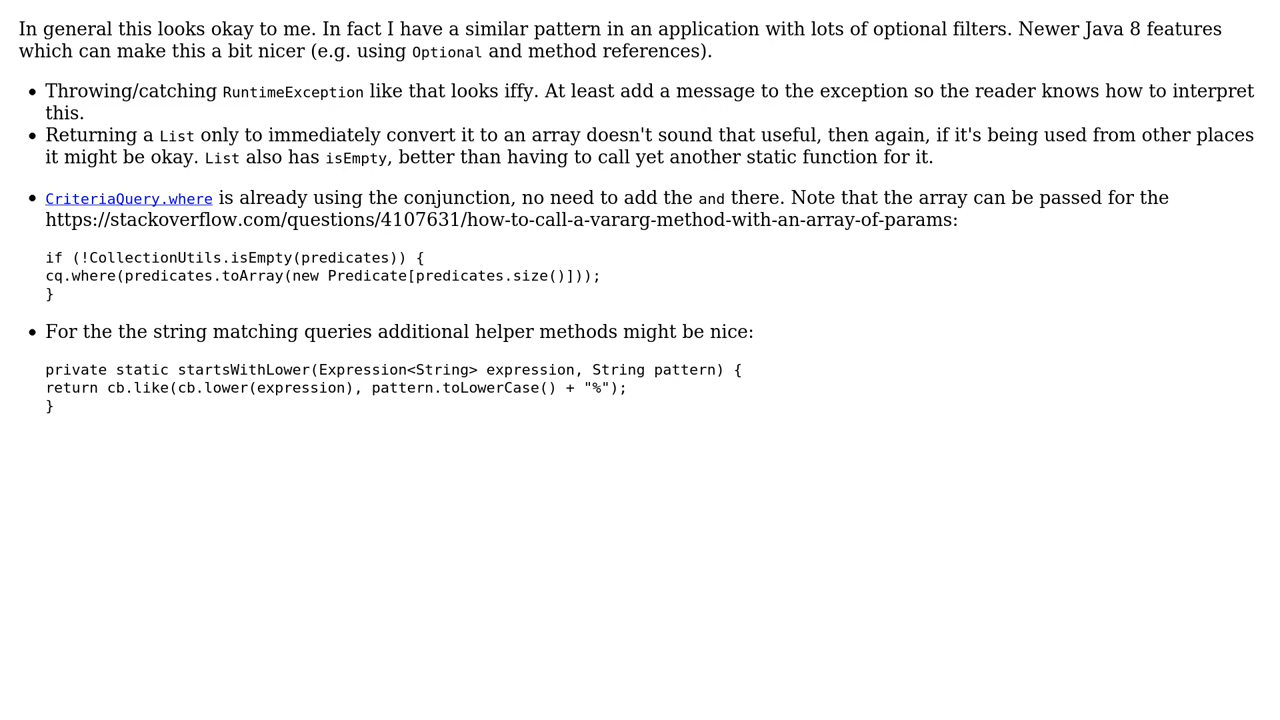 In general this looks okay to me. In fact I have a similar pattern in an application with lots of optional filters. Newer Java 8 features
which can make this a bit nicer (e.g. using Optional and method references).
• Throwing/catching RuntimeException like that looks iffy. At least add a message to the exception so the reader knows how to interpret
this.
• Returning a List only to immediately convert it to an array doesn't sound that useful, then again, if it's being used from other places
it might be okay. List also has isEmpty, better than having to call yet another static function for it.
• CriteriaQuery.where is already using the conjunction, no need to add the and there. Note that the array can be passed for the
https://stackoverflow.com/questions/4107631/how-to-call-a-vararg-method-with-an-array-of-params:
if (!CollectionUtils.isEmpty(predicates)) {
cq.where(predicates.toArray(new Predicate[predicates.size()]));
}
• For the the string matching queries additional helper methods might be nice:
private static startsWithLower(Expression<String> expression, String pattern) {
return cb.like(cb.lower(expression), pattern.toLowerCase() + "%");
}